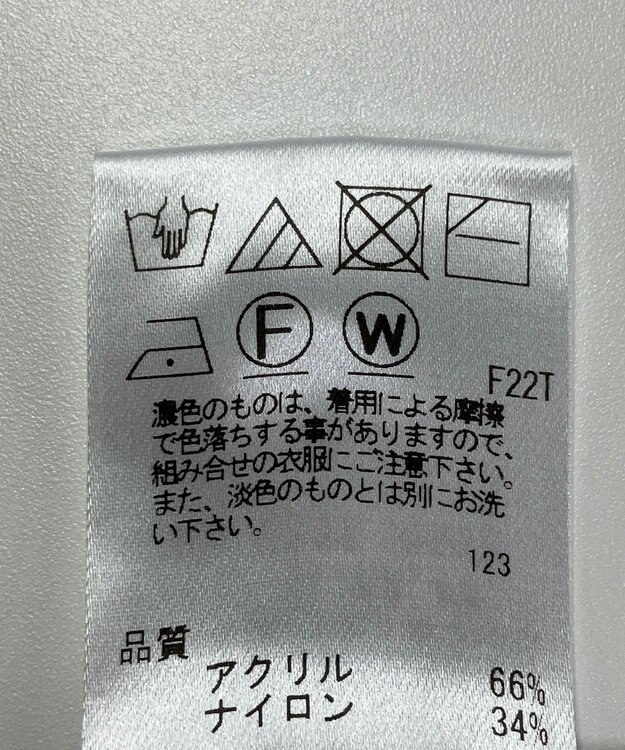 F W
F22T
濃色のものは、着用による摩擦
で色落ちする事がありますので、
組み合せの衣服にご注意下さい。
また、淡色のものとは別にお洗
い下さい。
123
品質
アクリル 66%
ナイロン 34%